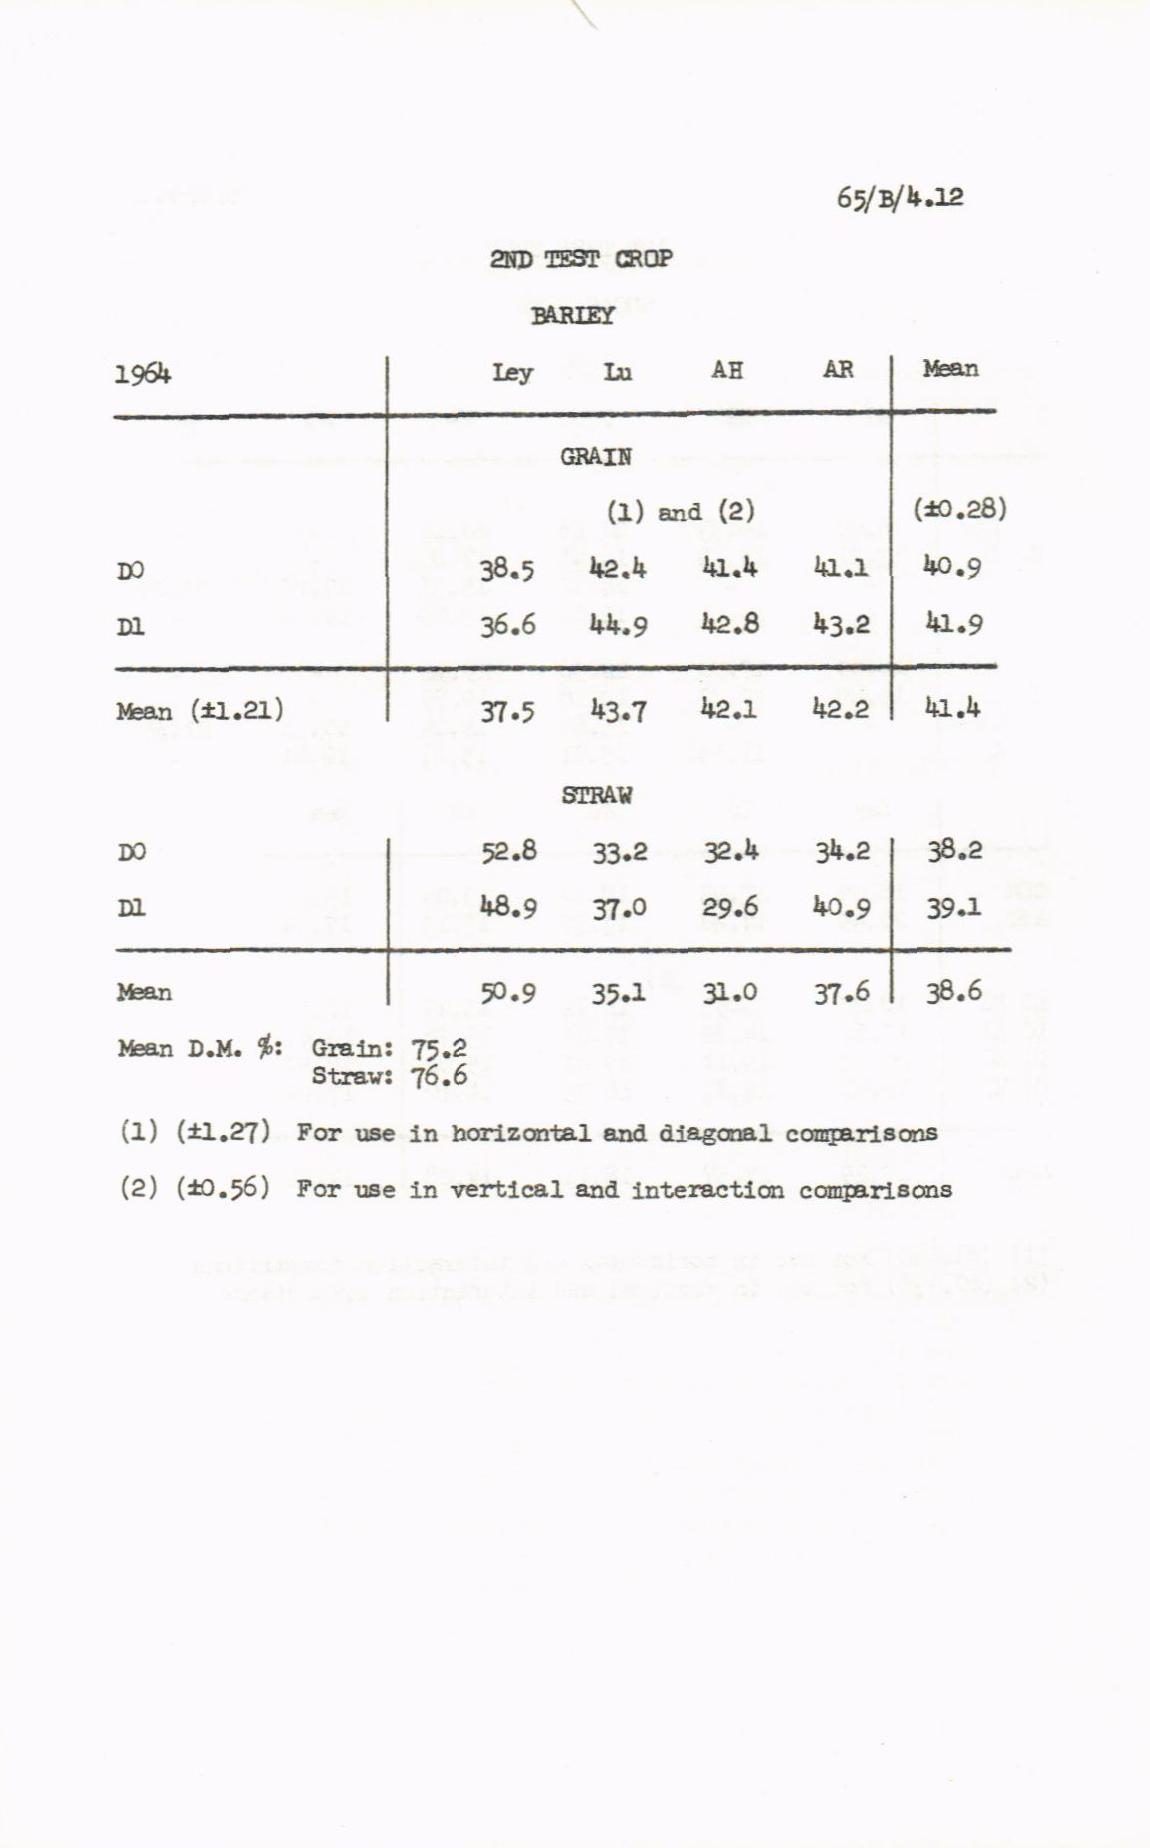 65/B/4.12
2ND TEST CROP
BARLEY
1964 Ley Lu AH AR Mean
GRAIN
(1) and (2) (±0.28)
D0 38.5 42.4 41.4 41.1 40.9
D1 36.6 44.9 42.8 43.2 41.9
Mean (±1.21) 37.5 43.7 42.1 42.2 41.4
STRAW
D0 52.8 33.2 32.4 34.2 38.2
D1 48.9 37.0 29.6 40.9 39.1
Mean 50.9 35.1 31.0 37.6 38.6
Mean D.M. %: Grain: 75.2
Straw: 76.6
(1) (±1.27) For use in horizontal and diagonal comparisons
(2) (±0.56) For use in vertical and interaction comparisons